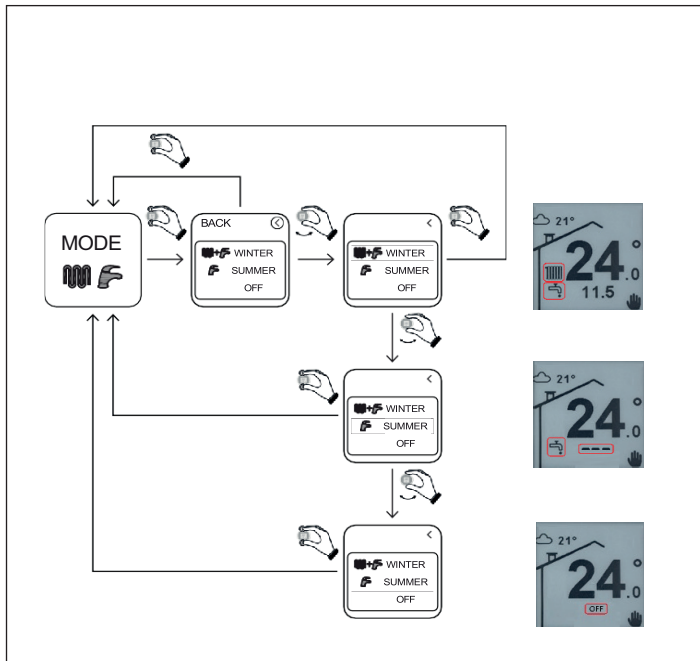 MODE
BACK <
WINTER
SUMMER
OFF
<
WINTER
SUMMER
OFF
21°
24.0°
11.5
<
WINTER
SUMMER
OFF
21°
24.0°
---
<
WINTER
SUMMER
OFF
21°
24.0°
OFF